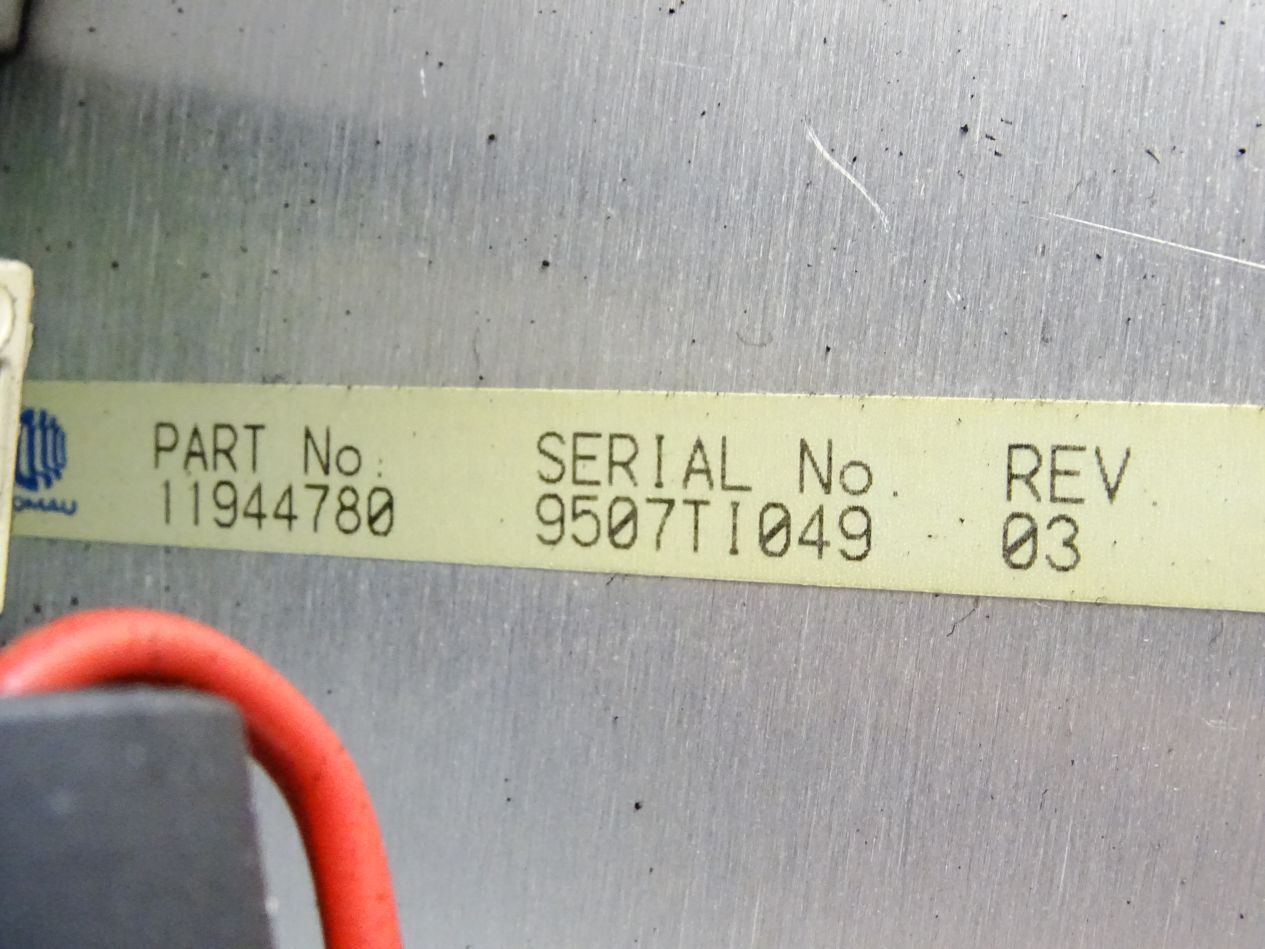 PART No. SERIAL No. REV.
11944780 9507TI049 03